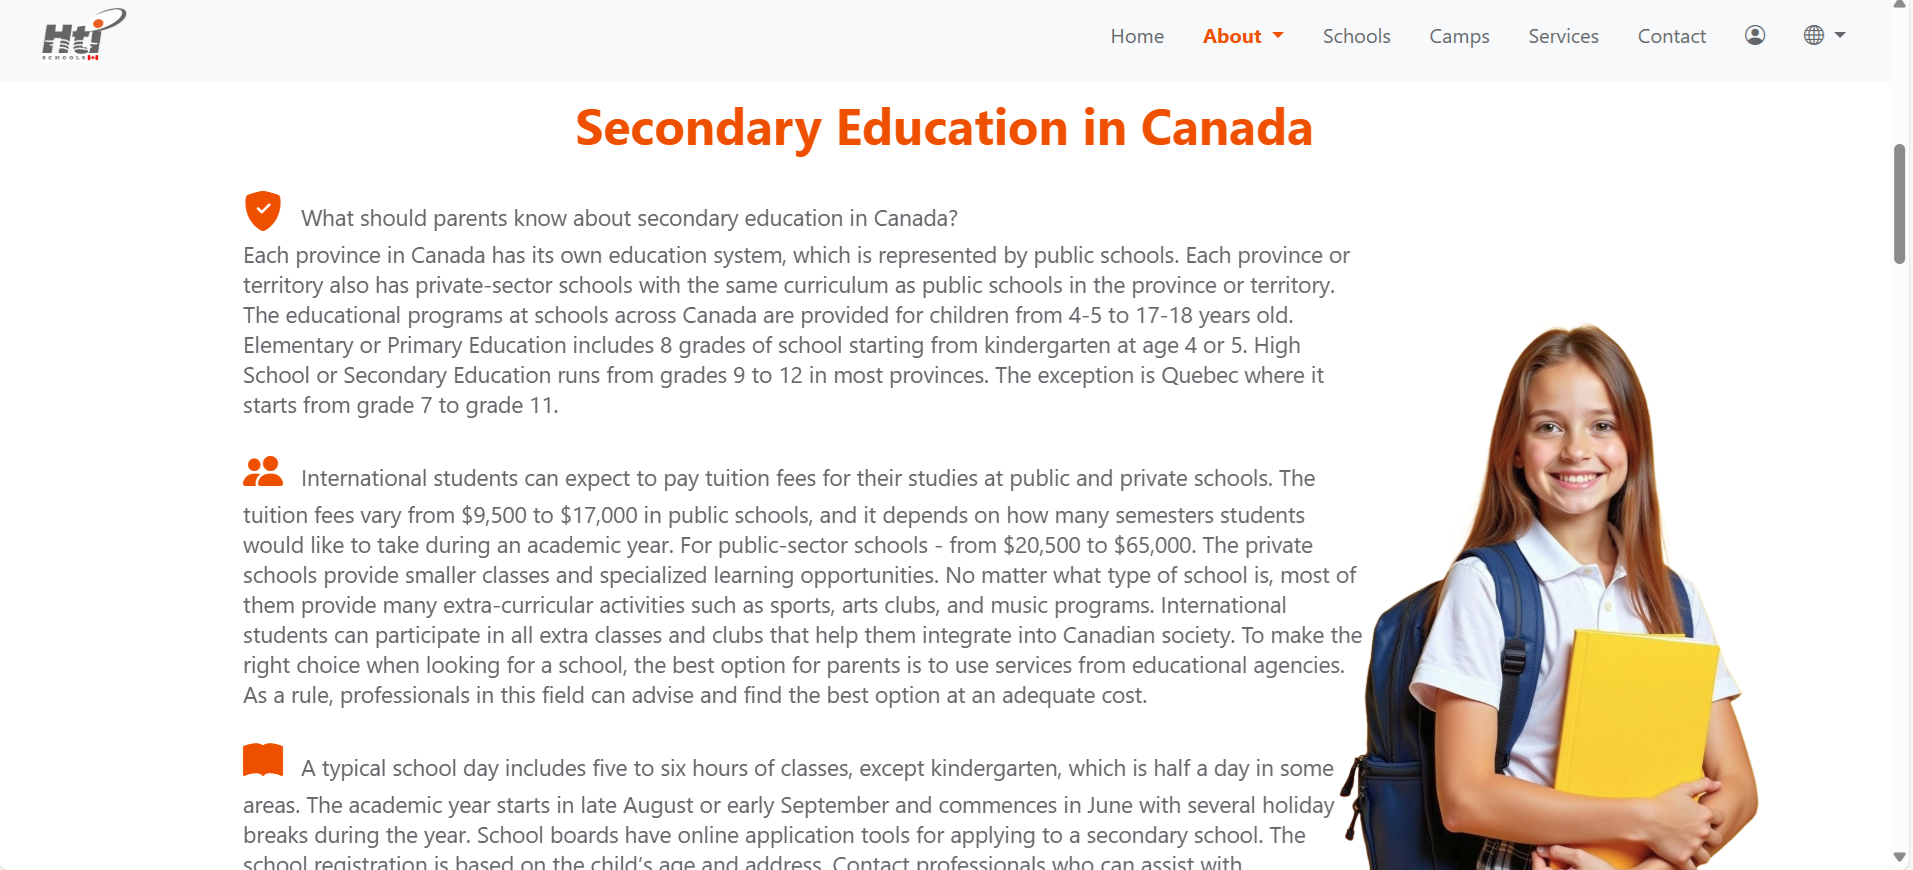 Hti
SCHOOLS
Home
About
Schools
Camps
Services
Contact
Secondary Education in Canada
What should parents know about secondary education in Canada?
Each province in Canada has its own education system, which is represented by public schools. Each province or
territory also has private-sector schools with the same curriculum as public schools in the province or territory.
The educational programs at schools across Canada are provided for children from 4-5 to 17-18 years old.
Elementary or Primary Education includes 8 grades of school starting from kindergarten at age 4 or 5. High
School or Secondary Education runs from grades 9 to 12 in most provinces. The exception is Quebec where it
starts from grade 7 to grade 11.
International students can expect to pay tuition fees for their studies at public and private schools. The
tuition fees vary from $9,500 to $17,000 in public schools, and it depends on how many semesters students
would like to take during an academic year. For public-sector schools - from $20,500 to $65,000. The private
schools provide smaller classes and specialized learning opportunities. No matter what type of school is, most of
them provide many extra-curricular activities such as sports, arts clubs, and music programs. International
students can participate in all extra classes and clubs that help them integrate into Canadian society. To make the
right choice when looking for a school, the best option for parents is to use services from educational agencies.
As a rule, professionals in this field can advise and find the best option at an adequate cost.
A typical school day includes five to six hours of classes, except kindergarten, which is half a day in some
areas. The academic year starts in late August or early September and commences in June with several holiday
breaks during the year. School boards have online application tools for applying to a secondary school. The
school registration is based on the child’s age and address. Contact professionals who can assist with